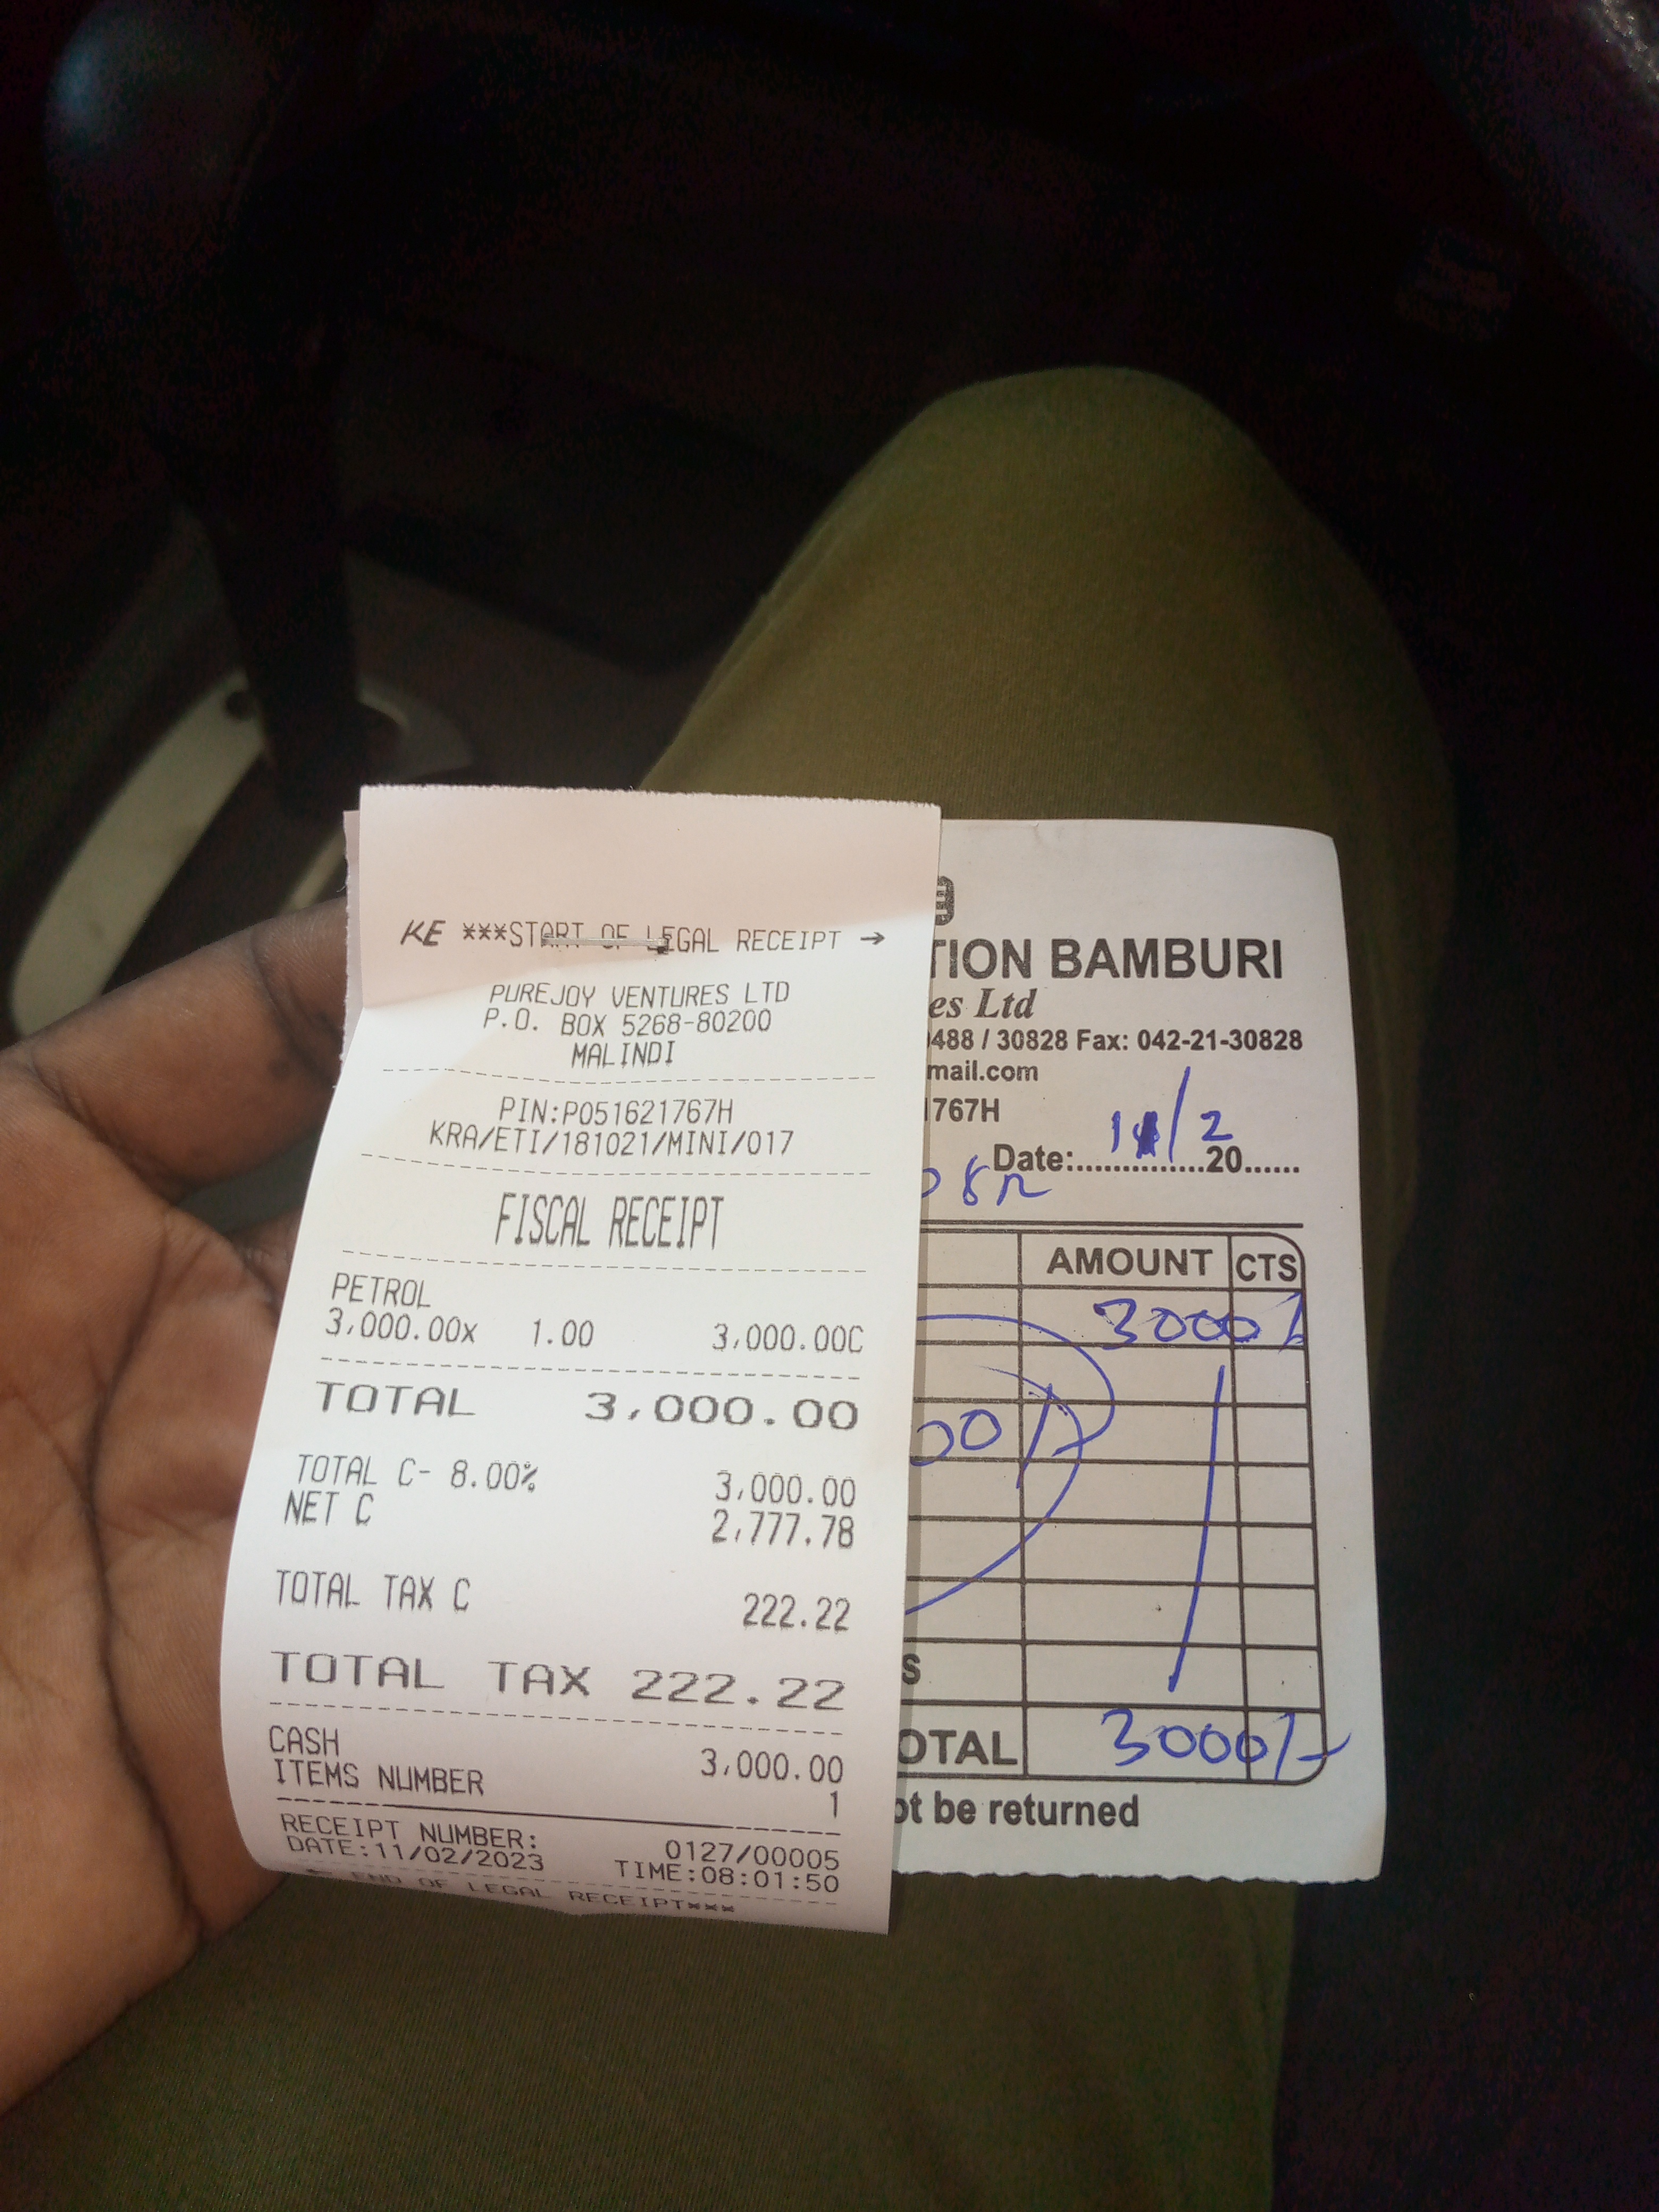 KE ***START OF LEGAL RECEIPT →
PUREJOY VENTURES LTD
P.O. BOX 5268-80200
MALINDI
PIN:P051621767H
KRA/ETI/181021/MINI/017
FISCAL RECEIPT
PETROL
3,000.00x 1.00 3,000.00C
TOTAL 3,000.00
TOTAL C- 8.00% 3,000.00
NET C 2,777.78
TOTAL TAX C 222.22
TOTAL TAX 222.22
CASH 3,000.00
ITEMS NUMBER 1
RECEIPT NUMBER: 0127/00005
DATE:11/02/2023 TIME:08:01:50
END OF LEGAL RECEIPT***
TION BAMBURI
es Ltd
488 / 30828 Fax: 042-21-30828
mail.com
1767H
Date:...............20......
AMOUNT CTS
3000/
00/-
S
OTAL 3000/-
ot be returned